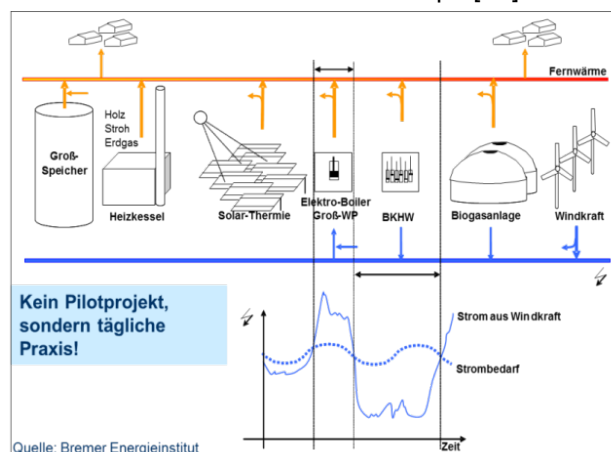 Fernwärme
Holz
Stroh
Erdgas
Groß-
Speicher
Heizkessel
Solar-Thermie
Elektro-Boiler
Groß-WP
BKHW
Biogasanlage
Windkraft
Kein Pilotprojekt,
sondern tägliche
Praxis!
Strom aus Windkraft
Strombedarf
Zeit
Quelle: Bremer Energieinstitut